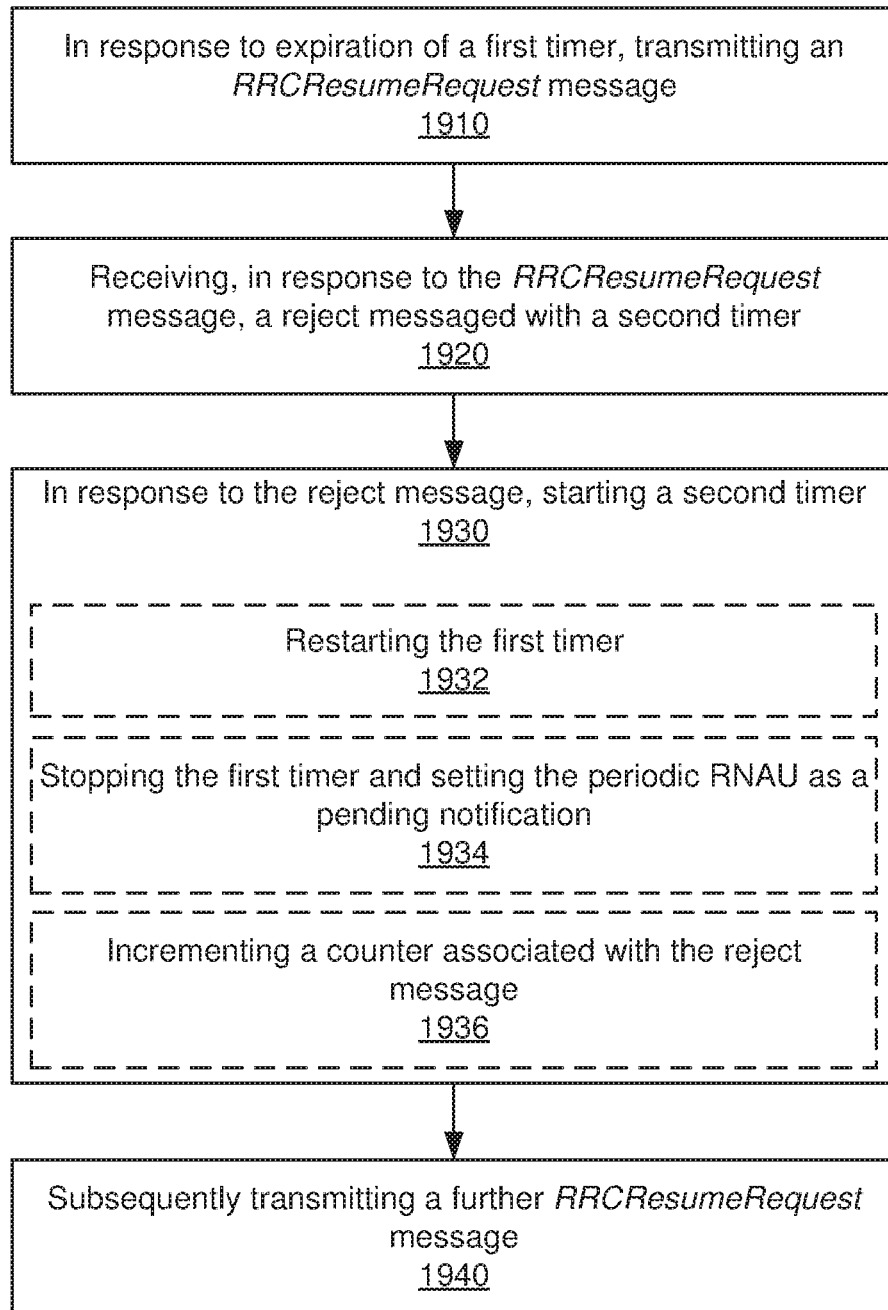 In response to expiration of a first timer, transmitting an
RRCResumeRequest message
1910
Receiving, in response to the RRCResumeRequest
message, a reject messaged with a second timer
1920
In response to the reject message, starting a second timer
1930
Restarting the first timer
1932
Stopping the first timer and setting the periodic RNAU as a
pending notification
1934
Incrementing a counter associated with the reject
message
1936
Subsequently transmitting a further RRCResumeRequest
message
1940